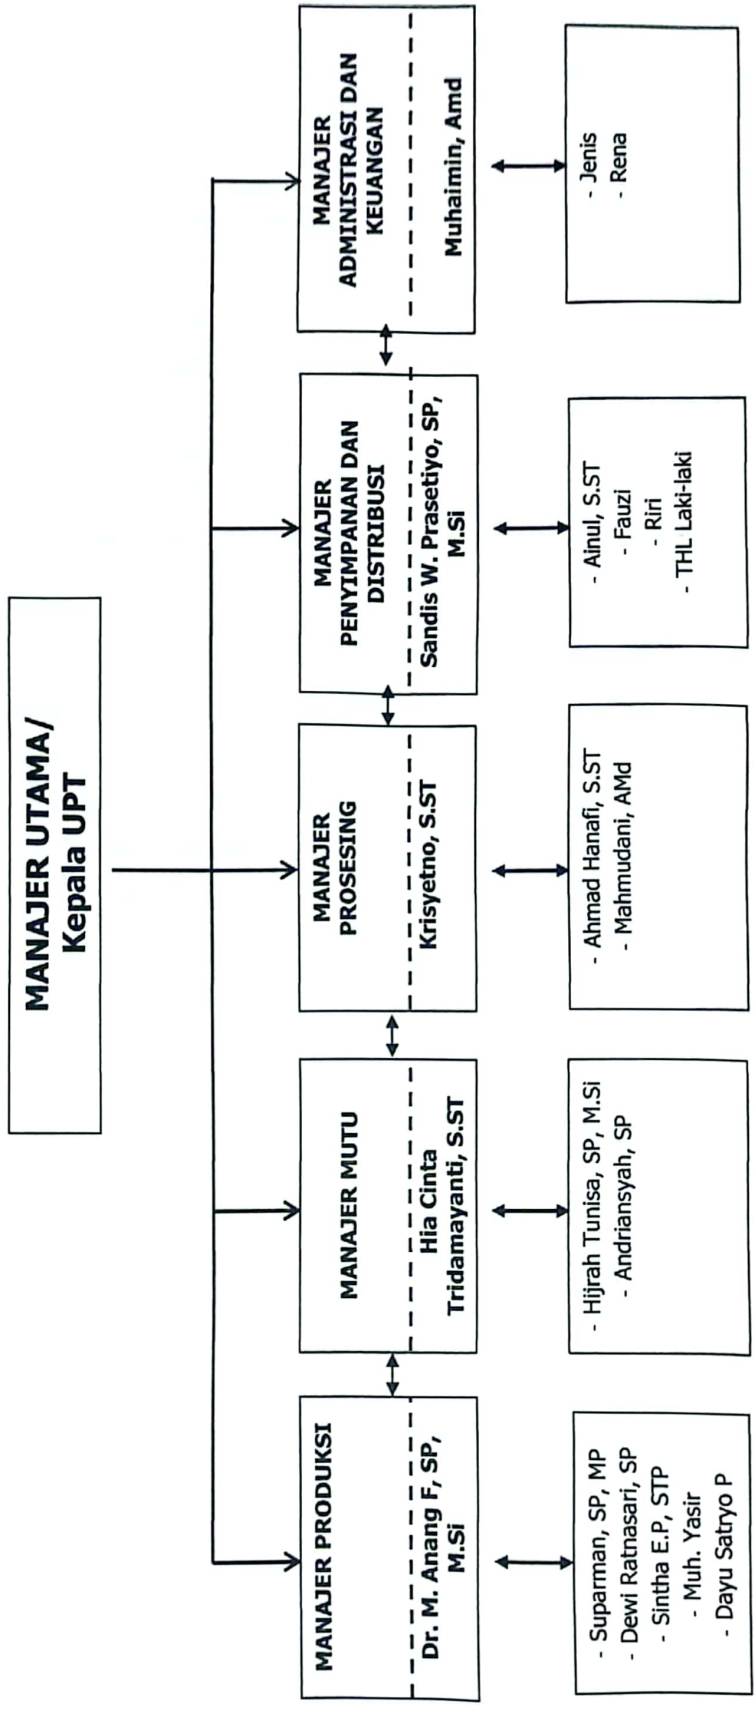 MANAJER UTAMA/
Kepala UPT
MANAJER PRODUKSI
Dr. M. Anang F, SP,
M.Si
MANAJER MUTU
Hia Cinta
Tridamayanti, S.ST
MANAJER
PROSESING
Krisyetno, S.ST
MANAJER
PENYIMPANAN DAN
DISTRIBUSI
Sandis W. Prasetiyo, SP,
M.Si
MANAJER
ADMINISTRASI DAN
KEUANGAN
Muhaimin, Amd
- Suparman, SP, MP
- Dewi Ratnasari, SP
- Sintha E.P, STP
- Muh. Yasir
- Dayu Satryo P
- Hijrah Tunisa, SP, M.Si
- Andriansyah, SP
- Ahmad Hanafi, S.ST
- Mahmudani, AMd
- Ainul, S.ST
- Fauzi
- Riri
- THL Laki-laki
- Jenis
- Rena